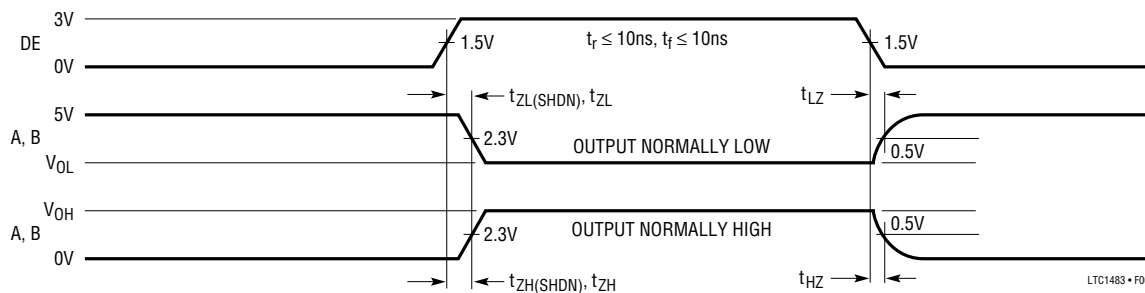 3V
DE
1.5V
tr ≤ 10ns, tf ≤ 10ns
1.5V
0V
tZL(SHDN), tZL
tLZ
5V
A, B
2.3V
OUTPUT NORMALLY LOW
0.5V
VOL
VOH
A, B
2.3V
OUTPUT NORMALLY HIGH
0.5V
0V
tZH(SHDN), tZH
tHZ
LTC1483 • F0